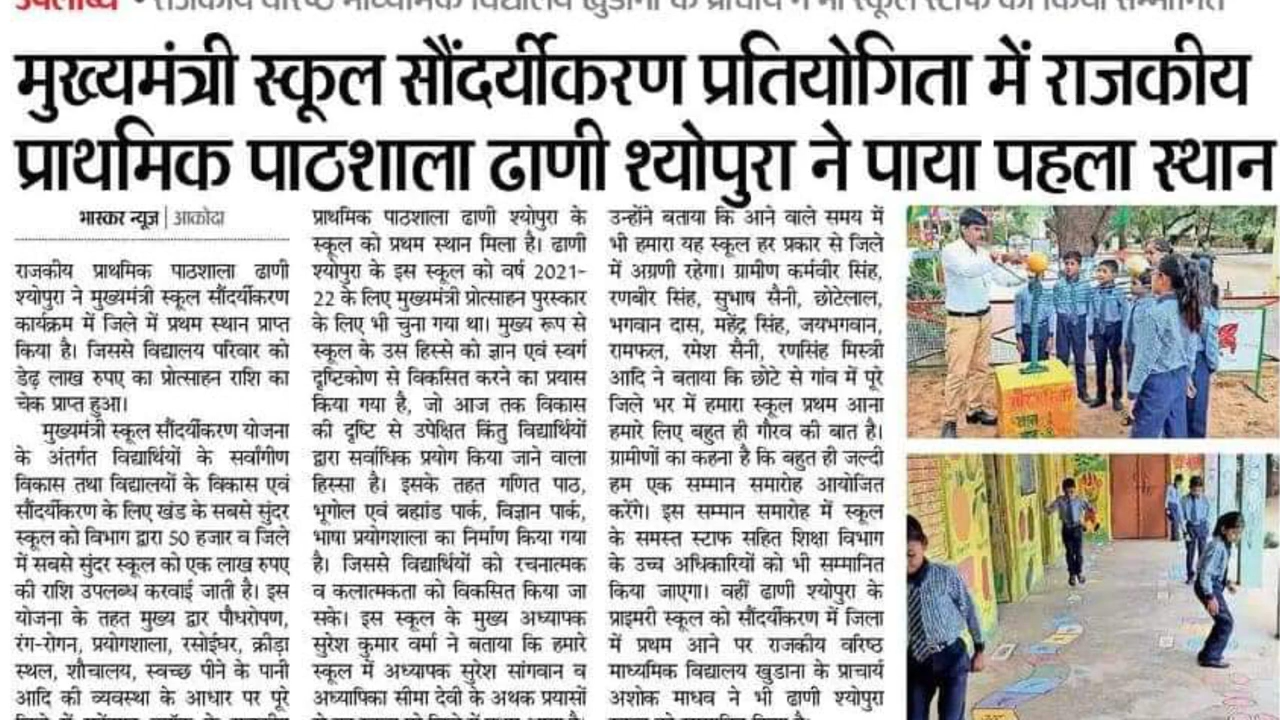 उपलब्धि • राजकीय वरिष्ठ माध्यमिक विद्यालय खुडाना के प्राचार्य ने भी स्कूल स्टाफ को किया सम्मानित
मुख्यमंत्री स्कूल सौंदर्यीकरण प्रतियोगिता में राजकीय
प्राथमिक पाठशाला ढाणी श्योपुरा ने पाया पहला स्थान
भास्कर न्यूज | आकोदा
राजकीय प्राथमिक पाठशाला ढाणी
श्योपुरा ने मुख्यमंत्री स्कूल सौंदर्यीकरण
कार्यक्रम में जिले में प्रथम स्थान प्राप्त
किया है। जिससे विद्यालय परिवार को
डेढ़ लाख रुपए का प्रोत्साहन राशि का
चेक प्राप्त हुआ।
मुख्यमंत्री स्कूल सौंदर्यीकरण योजना
के अंतर्गत विद्यार्थियों के सर्वांगीण
विकास तथा विद्यालयों के विकास एवं
सौंदर्यीकरण के लिए खंड के सबसे सुंदर
स्कूल को विभाग द्वारा 50 हजार व जिले
में सबसे सुंदर स्कूल को एक लाख रुपए
की राशि उपलब्ध करवाई जाती है। इस
योजना के तहत मुख्य द्वार पौधरोपण,
रंग-रोगन, प्रयोगशाला, रसोईघर, क्रीड़ा
स्थल, शौचालय, स्वच्छ पीने के पानी
आदि की व्यवस्था के आधार पर पूरे
प्राथमिक पाठशाला ढाणी श्योपुरा के
स्कूल को प्रथम स्थान मिला है। ढाणी
श्योपुरा के इस स्कूल को वर्ष 2021-
22 के लिए मुख्यमंत्री प्रोत्साहन पुरस्कार
के लिए भी चुना गया था। मुख्य रूप से
स्कूल के उस हिस्से को ज्ञान एवं स्वर्ग
दृष्टिकोण से विकसित करने का प्रयास
किया गया है, जो आज तक विकास
की दृष्टि से उपेक्षित किंतु विद्यार्थियों
द्वारा सर्वाधिक प्रयोग किया जाने वाला
हिस्सा है। इसके तहत गणित पाठ,
भूगोल एवं ब्रह्मांड पार्क, विज्ञान पार्क,
भाषा प्रयोगशाला का निर्माण किया गया
है। जिससे विद्यार्थियों को रचनात्मक
व कलात्मकता को विकसित किया जा
सके। इस स्कूल के मुख्य अध्यापक
सुरेश कुमार वर्मा ने बताया कि हमारे
स्कूल में अध्यापक सुरेश सांगवान व
अध्यापिका सीमा देवी के अथक प्रयासों
उन्होंने बताया कि आने वाले समय में
भी हमारा यह स्कूल हर प्रकार से जिले
में अग्रणी रहेगा। ग्रामीण कर्मवीर सिंह,
रणबीर सिंह, सुभाष सैनी, छोटेलाल,
भगवान दास, महेंद्र सिंह, जयभगवान,
रामफल, रमेश सैनी, रणसिंह मिस्त्री
आदि ने बताया कि छोटे से गांव में पूरे
जिले भर में हमारा स्कूल प्रथम आना
हमारे लिए बहुत ही गौरव की बात है।
ग्रामीणों का कहना है कि बहुत ही जल्दी
हम एक सम्मान समारोह आयोजित
करेंगे। इस सम्मान समारोह में स्कूल
के समस्त स्टाफ सहित शिक्षा विभाग
के उच्च अधिकारियों को भी सम्मानित
किया जाएगा। वहीं ढाणी श्योपुरा के
प्राइमरी स्कूल को सौंदर्यीकरण में जिला
में प्रथम आने पर राजकीय वरिष्ठ
माध्यमिक विद्यालय खुडाना के प्राचार्य
अशोक माधव ने भी ढाणी श्योपुरा